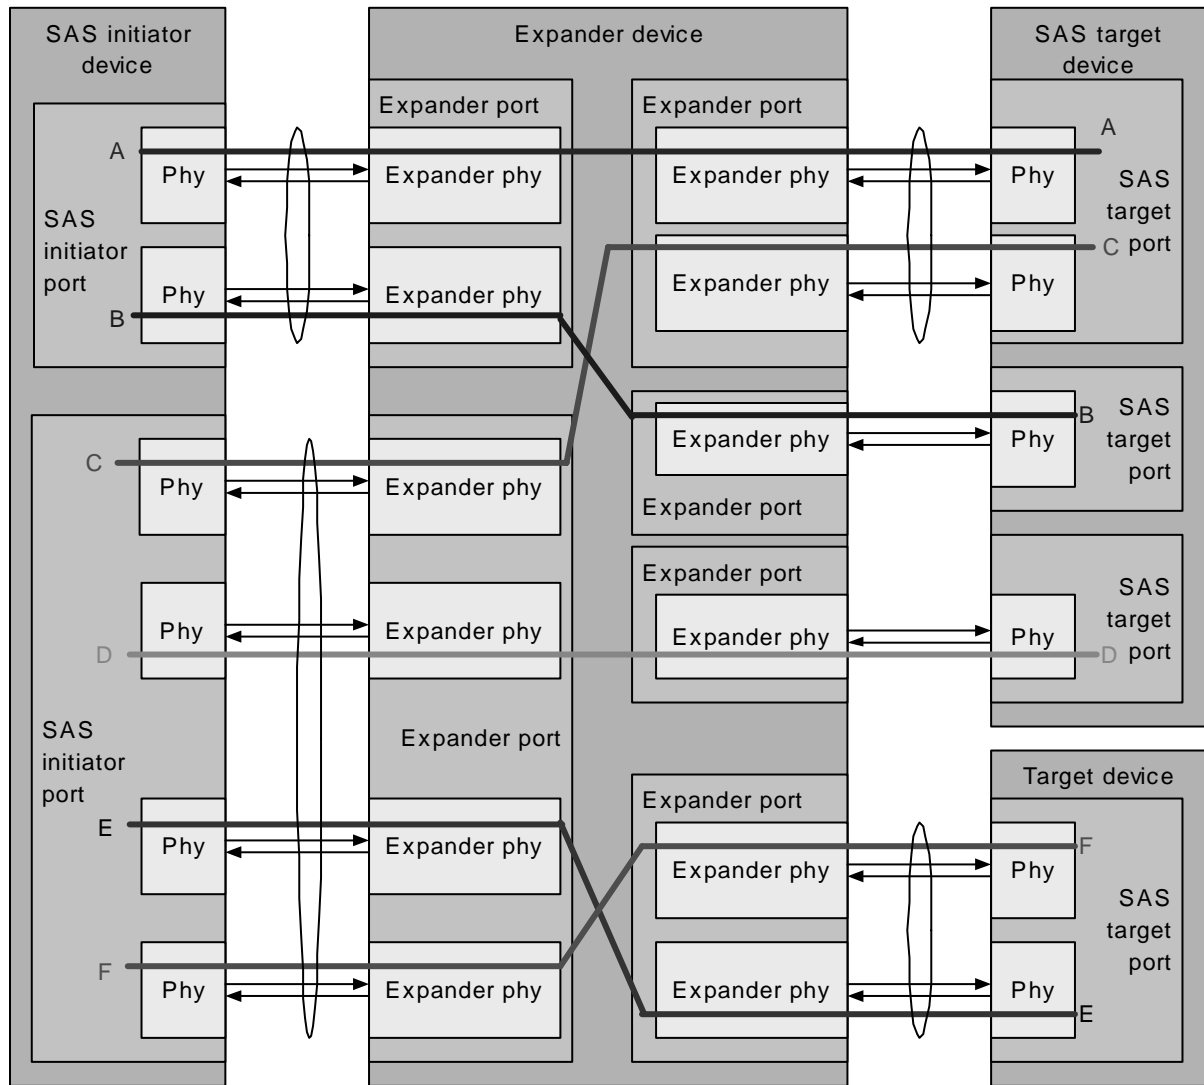 SAS initiator
device
Expander device
SAS target
device
Expander port
Expander port
A
Phy
Expander phy
Expander phy
Phy
A
SAS
target
port
SAS
initiator
port
Phy
Expander phy
Expander phy
Phy
C
B
Expander phy
Phy
B
SAS
target
port
Expander port
C
Phy
Expander phy
Expander port
Phy
Expander phy
Expander phy
Phy
SAS
target
port
D
D
SAS
initiator
port
Expander port
Target device
Expander port
E
Phy
Expander phy
Expander phy
Phy
F
SAS
target
port
F
Phy
Expander phy
Expander phy
Phy
E